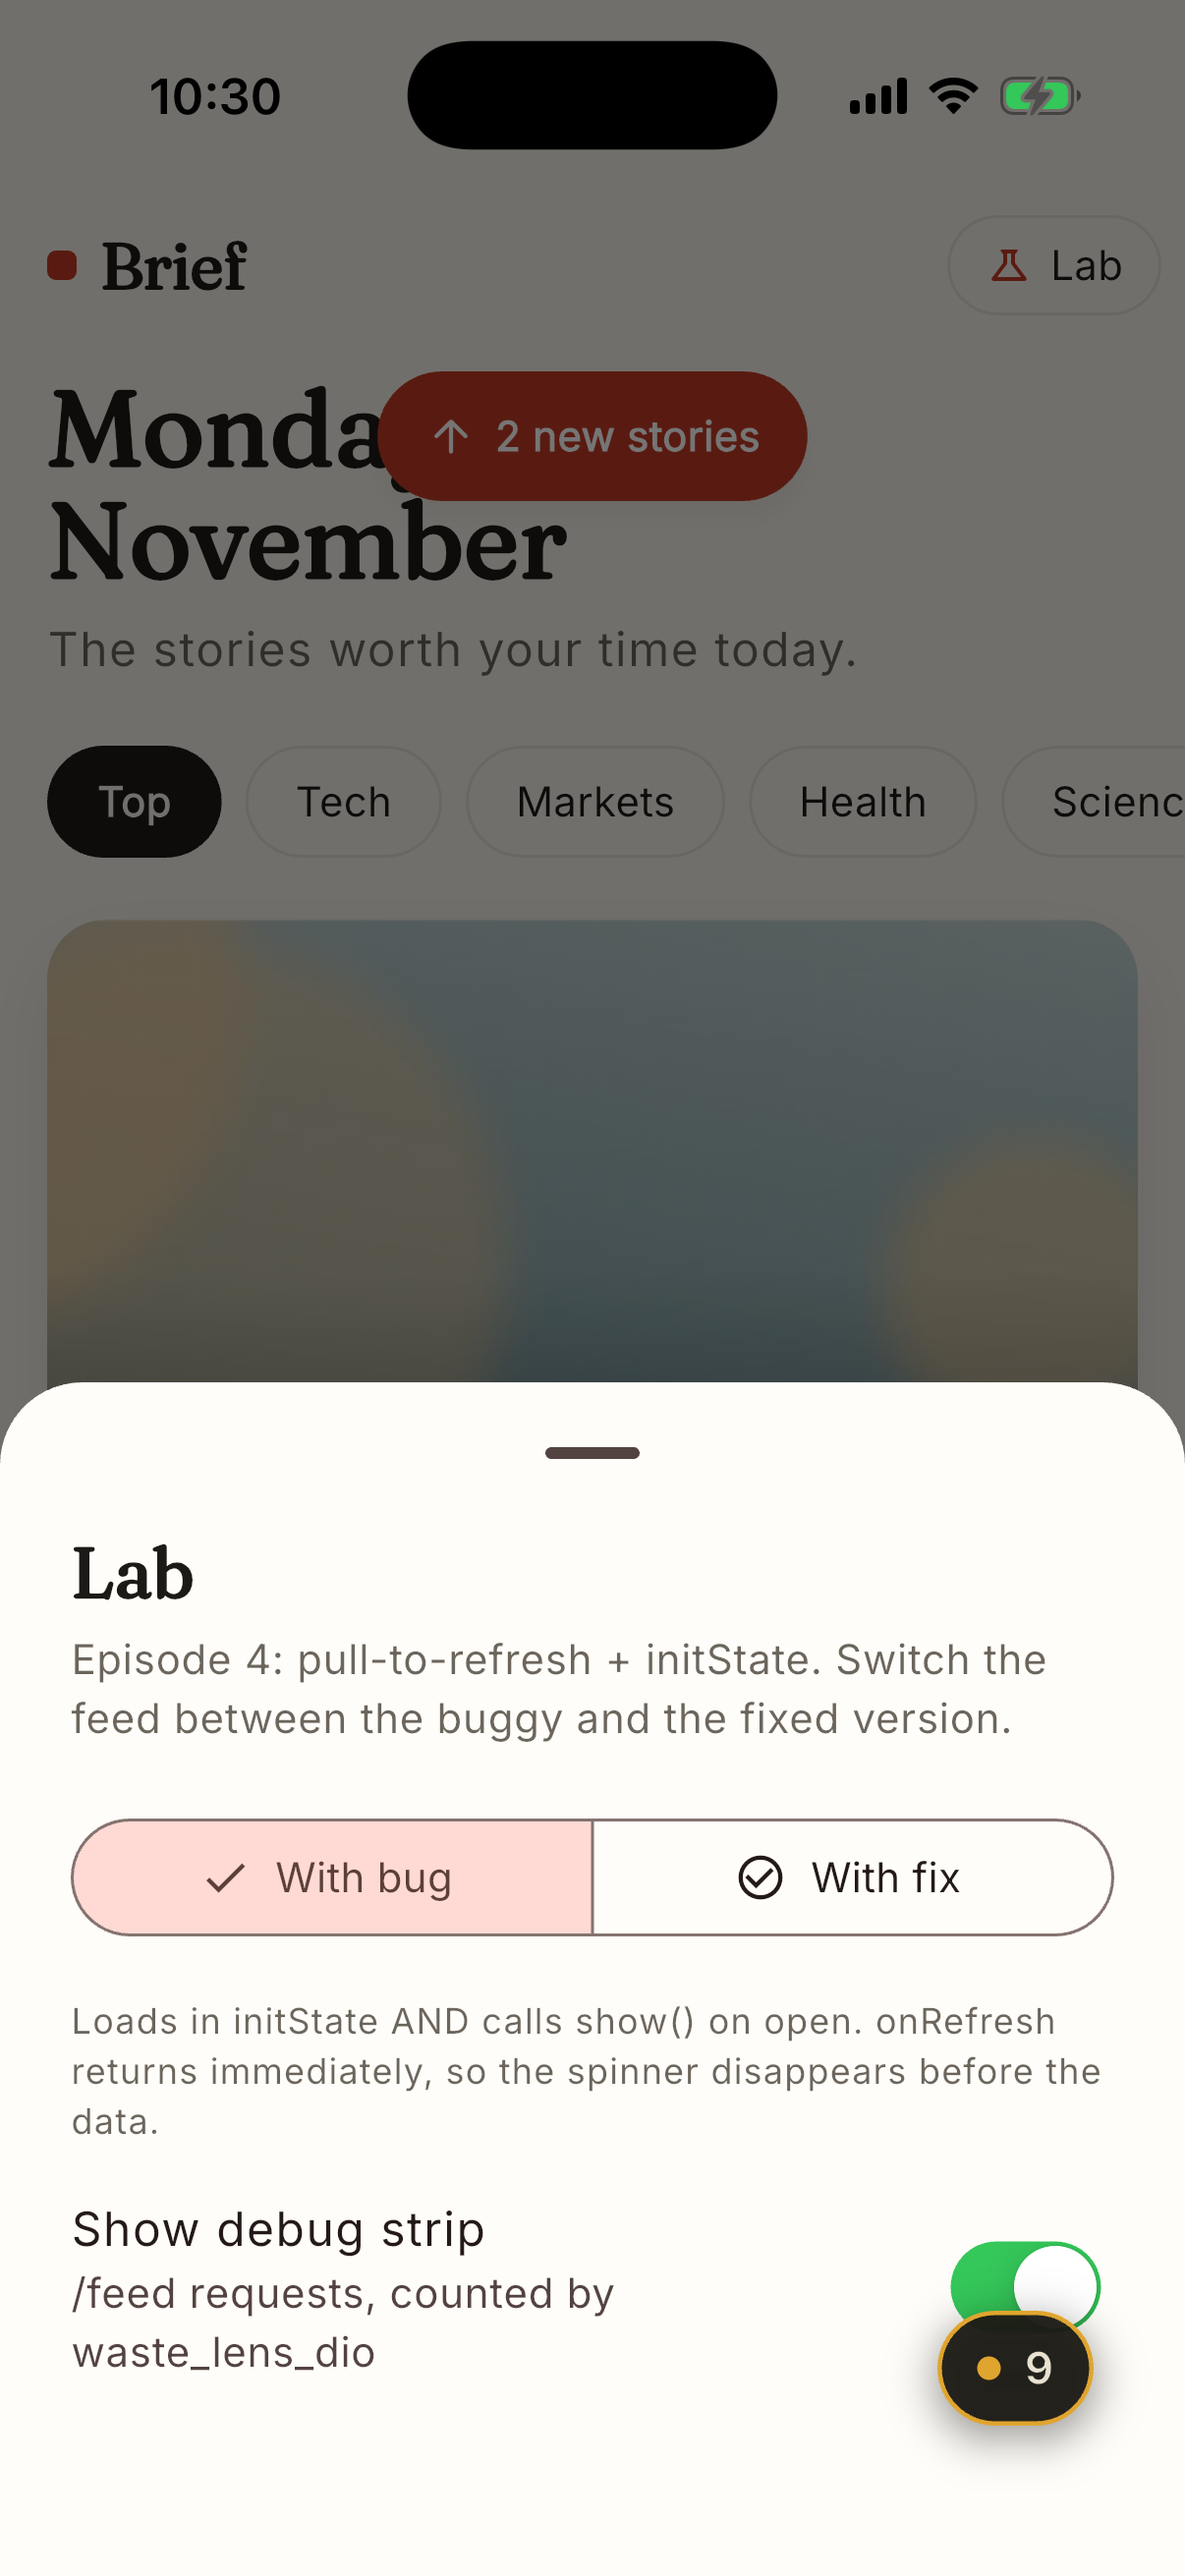 10:30
Brief
Lab
Monda
2 new stories
November
The stories worth your time today.
Top
Tech
Markets
Health
Scienc
Lab
Episode 4: pull-to-refresh + initState. Switch the
feed between the buggy and the fixed version.
With bug
With fix
Loads in initState AND calls show() on open. onRefresh
returns immediately, so the spinner disappears before the
data.
Show debug strip
/feed requests, counted by
waste_lens_dio
9